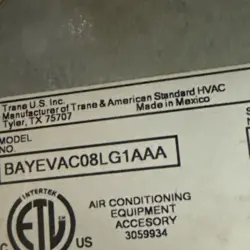 Trane U.S. Inc.
Manufacturer of Trane & American Standard HVAC
Tyler, TX 75707
Made in Mexico
MODEL
NO.
BAYEVAC08LG1AAA
INTERTEK
ETL
C
US
AIR CONDITIONING
EQUIPMENT
ACCESORY
3059934